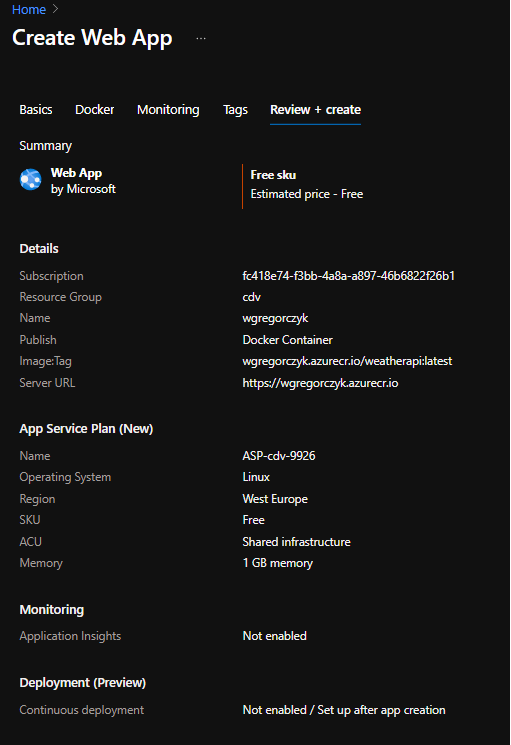 Home >
Create Web App ...
Basics Docker Monitoring Tags Review + create
Summary
Web App
by Microsoft
Free sku
Estimated price - Free
Details
Subscription fc418e74-f3bb-4a8a-a897-46b6822f26b1
Resource Group cdv
Name wgregorczyk
Publish Docker Container
Image:Tag wgregorczyk.azurecr.io/weatherapi:latest
Server URL https://wgregorczyk.azurecr.io
App Service Plan (New)
Name ASP-cdv-9926
Operating System Linux
Region West Europe
SKU Free
ACU Shared infrastructure
Memory 1 GB memory
Monitoring
Application Insights Not enabled
Deployment (Preview)
Continuous deployment Not enabled / Set up after app creation